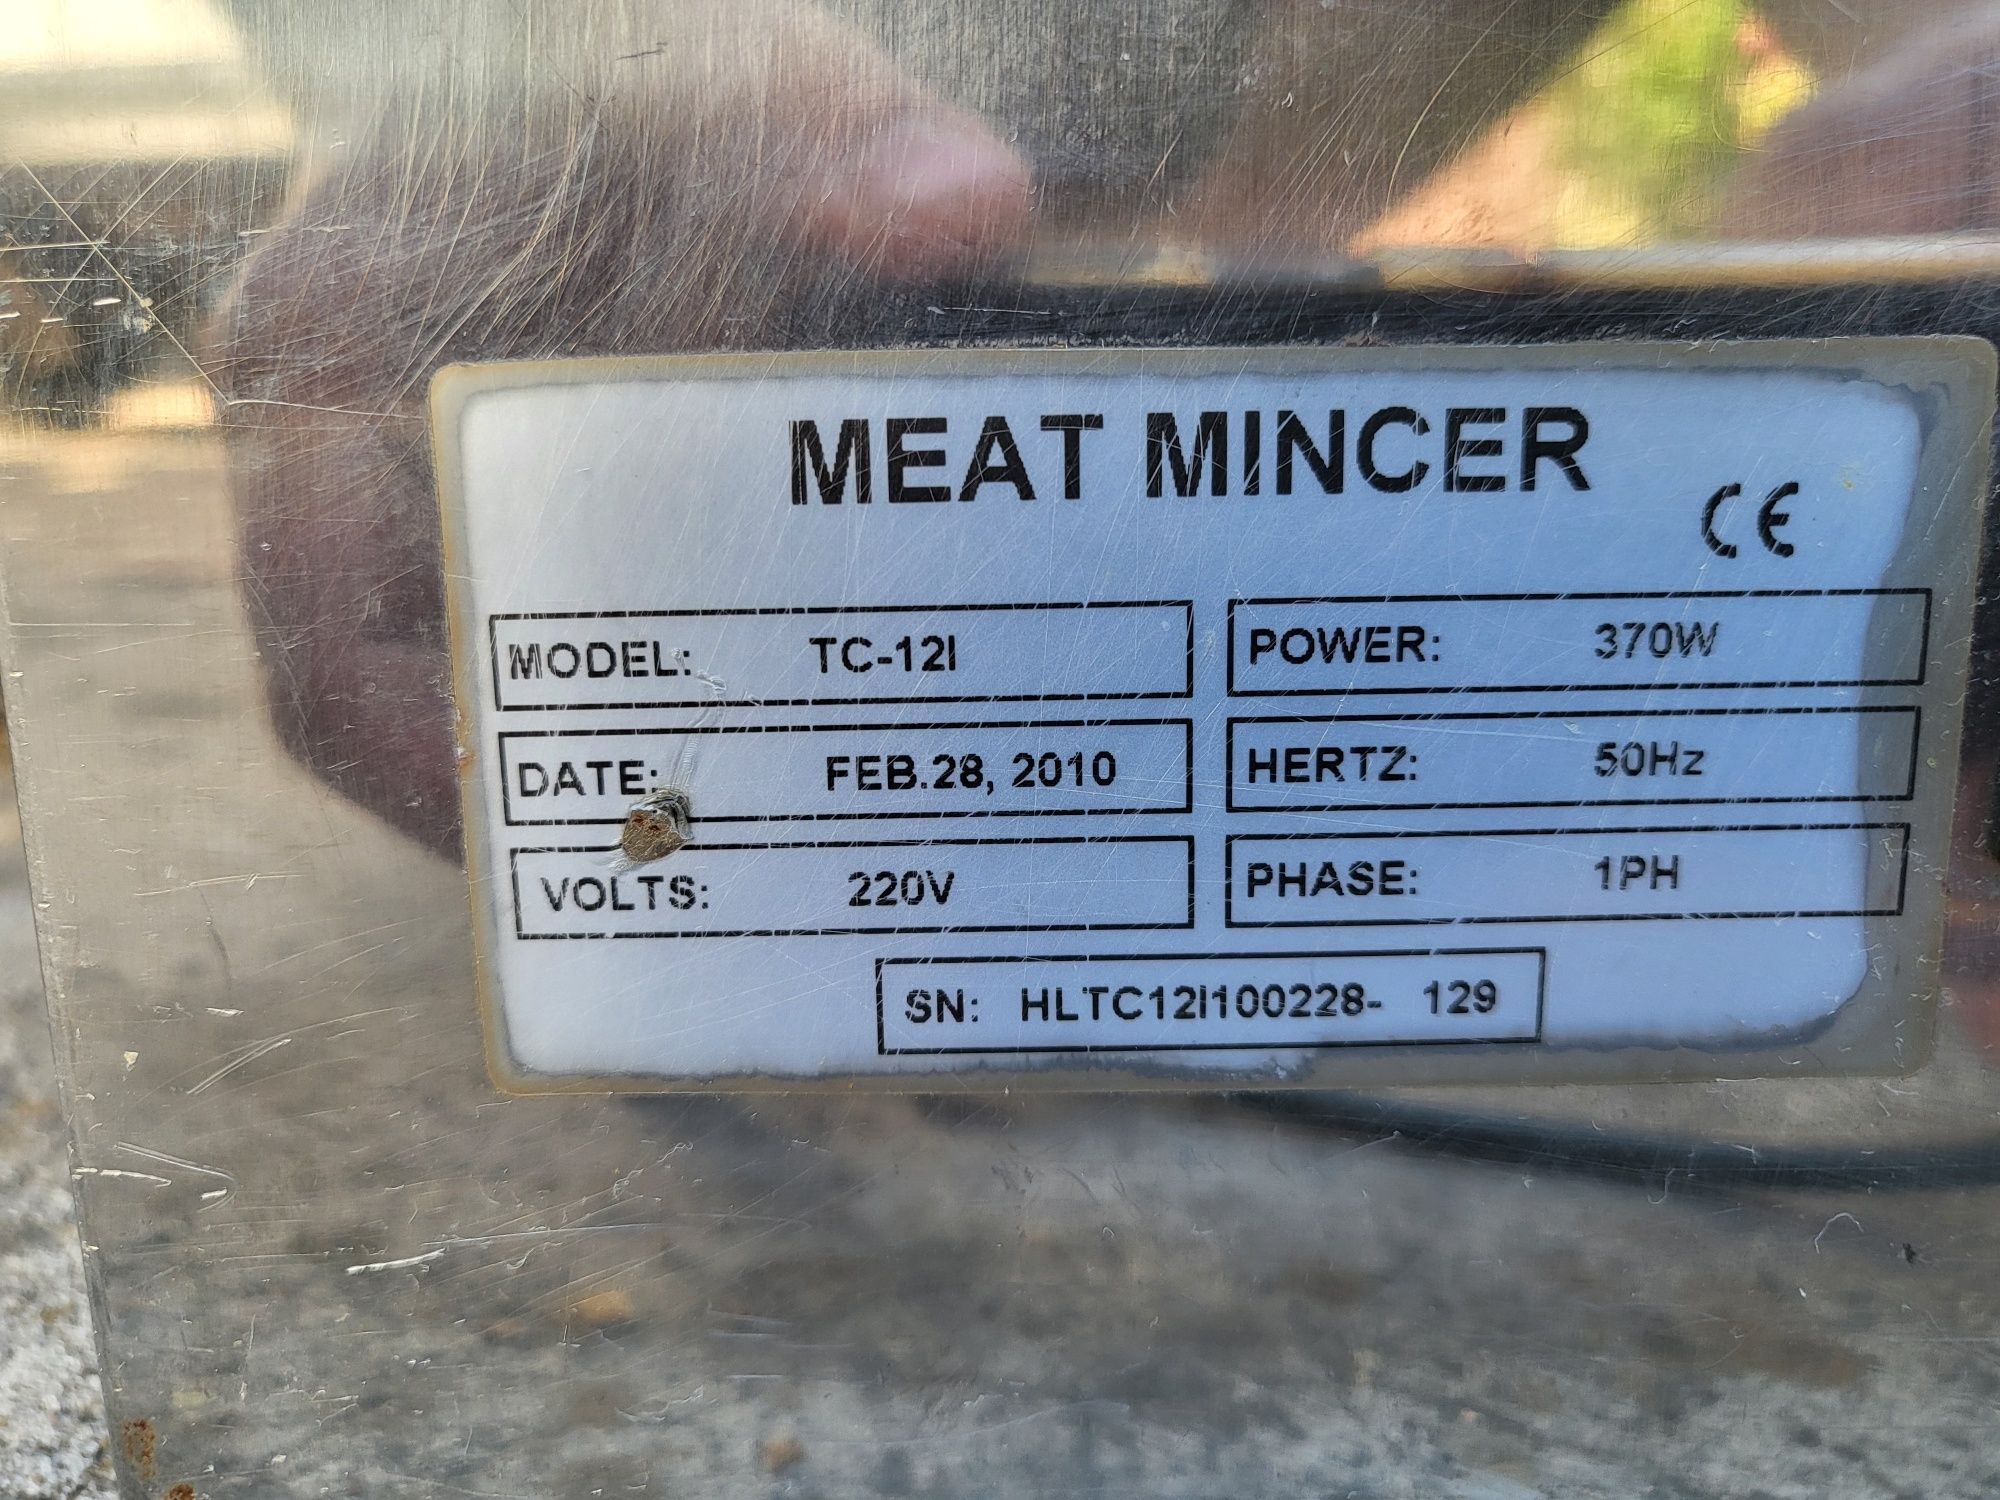 MEAT MINCER
CE
MODEL: TC-12I
POWER: 370W
DATE: FEB.28, 2010
HERTZ: 50Hz
VOLTS: 220V
PHASE: 1PH
SN: HLTC12I100228- 129